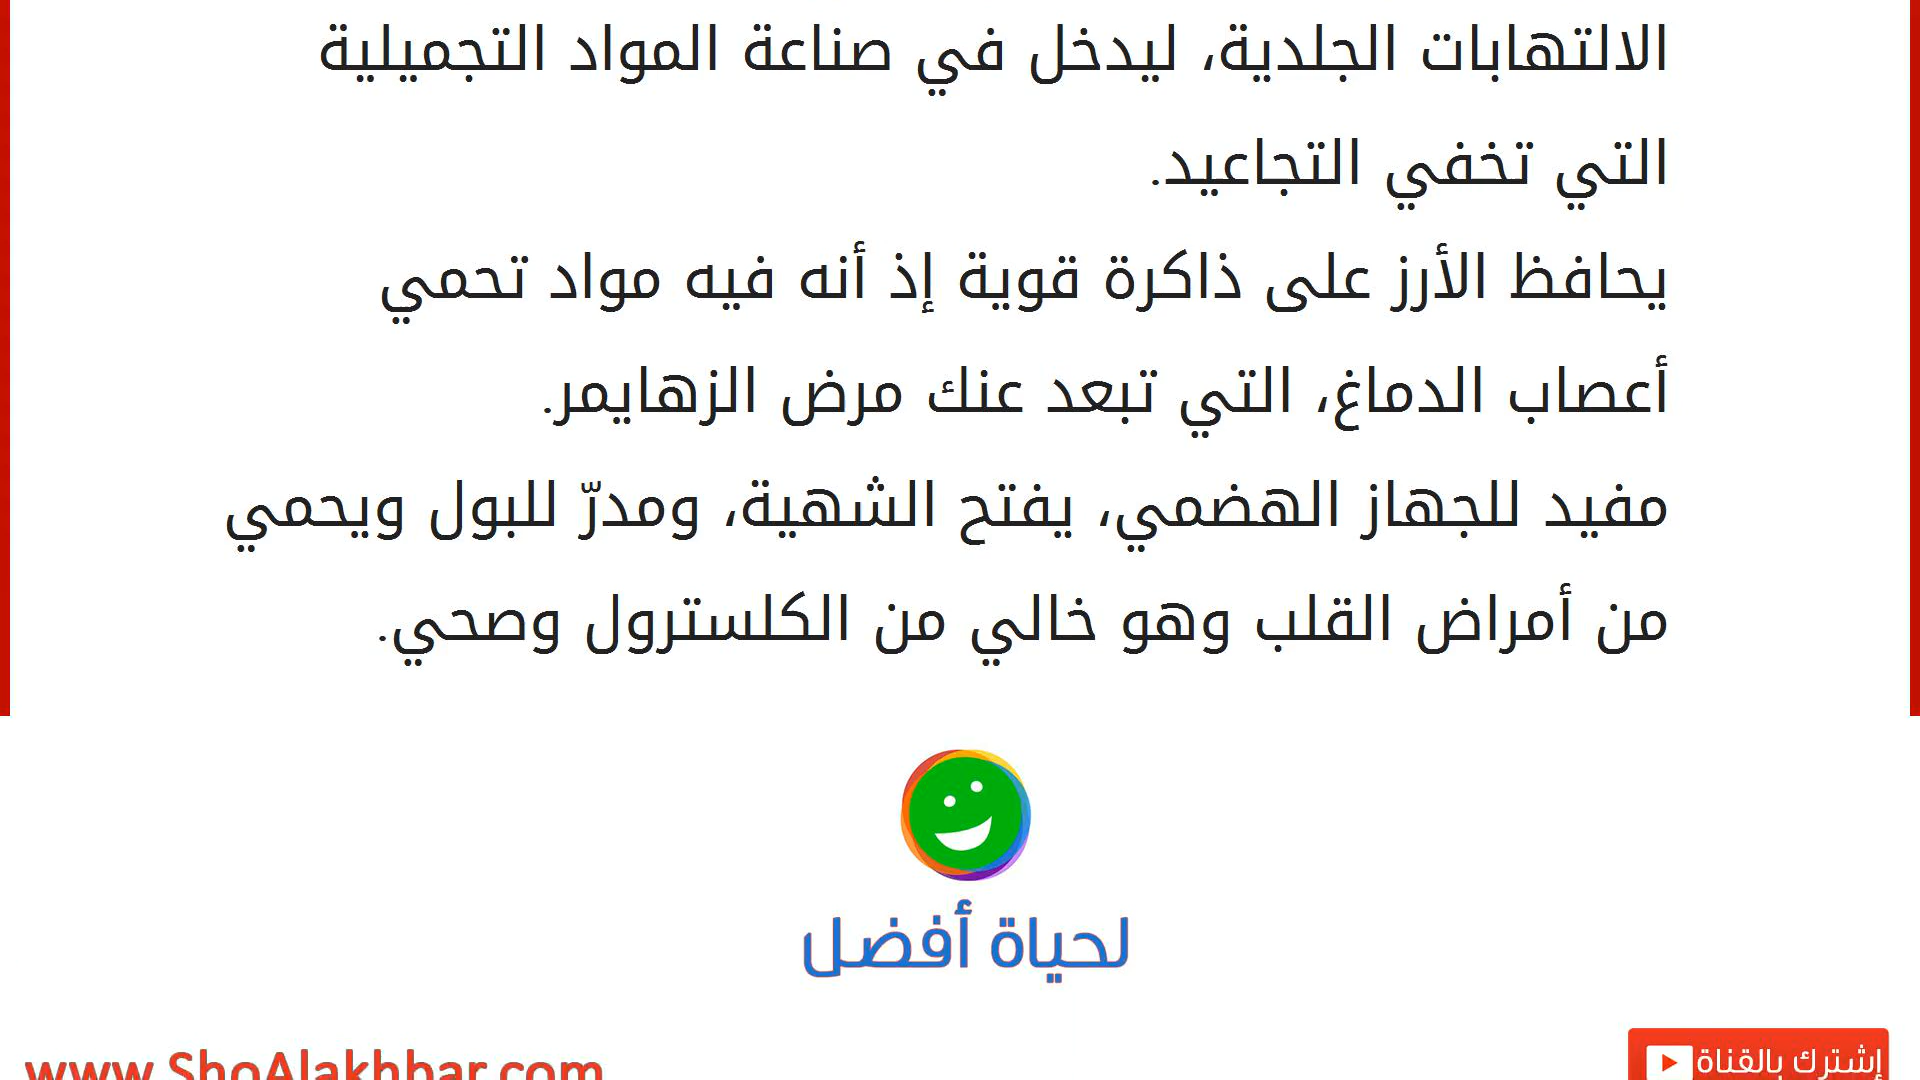 الالتهابات الجلدية، ليدخل في صناعة المواد التجميلية
التي تخفي التجاعيد.
يحافظ الأرز على ذاكرة قوية إذ أنه فيه مواد تحمي
أعصاب الدماغ، التي تبعد عنك مرض الزهايمر.
مفيد للجهاز الهضمي، يفتح الشهية، ومدرّ للبول ويحمي
من أمراض القلب وهو خالي من الكلسترول وصحي.
لحياة أفضل
www.ShoAlakhbar.com
إشترك بالقناة